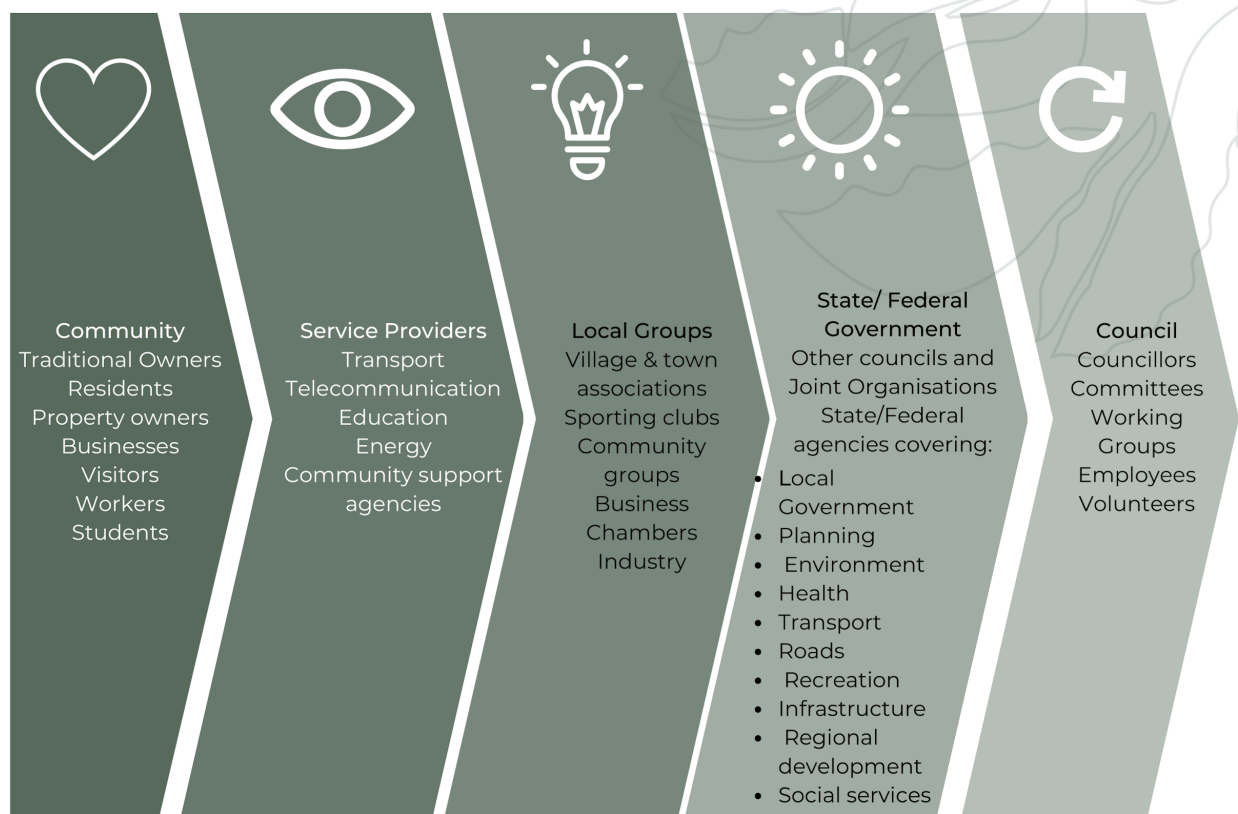 Community
Traditional Owners
Residents
Property owners
Businesses
Visitors
Workers
Students
Service Providers
Transport
Telecommunication
Education
Energy
Community support
agencies
Local Groups
Village & town
associations
Sporting clubs
Community
groups
Business
Chambers
Industry
State/ Federal
Government
Other councils and
Joint Organisations
State/Federal
agencies covering:
• Local
Government
• Planning
• Environment
• Health
• Transport
• Roads
• Recreation
• Infrastructure
• Regional
development
• Social services
Council
Councillors
Committees
Working
Groups
Employees
Volunteers